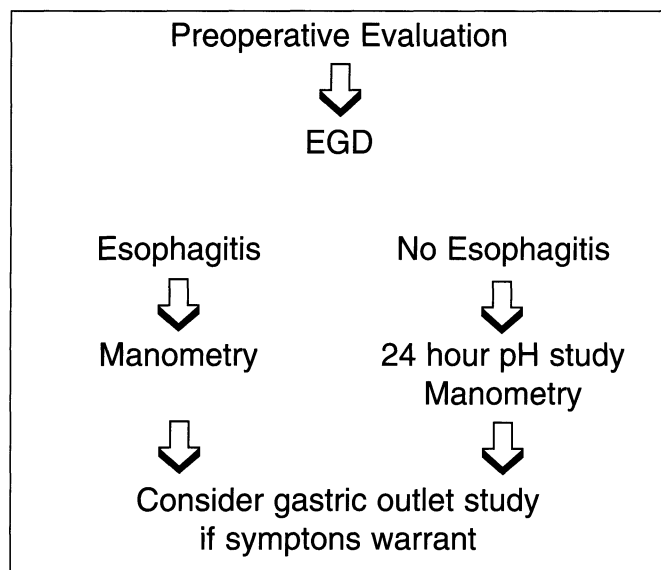 Preoperative Evaluation
EGD
Esophagitis
No Esophagitis
Manometry
24 hour pH study
Manometry
Consider gastric outlet study
if symptons warrant